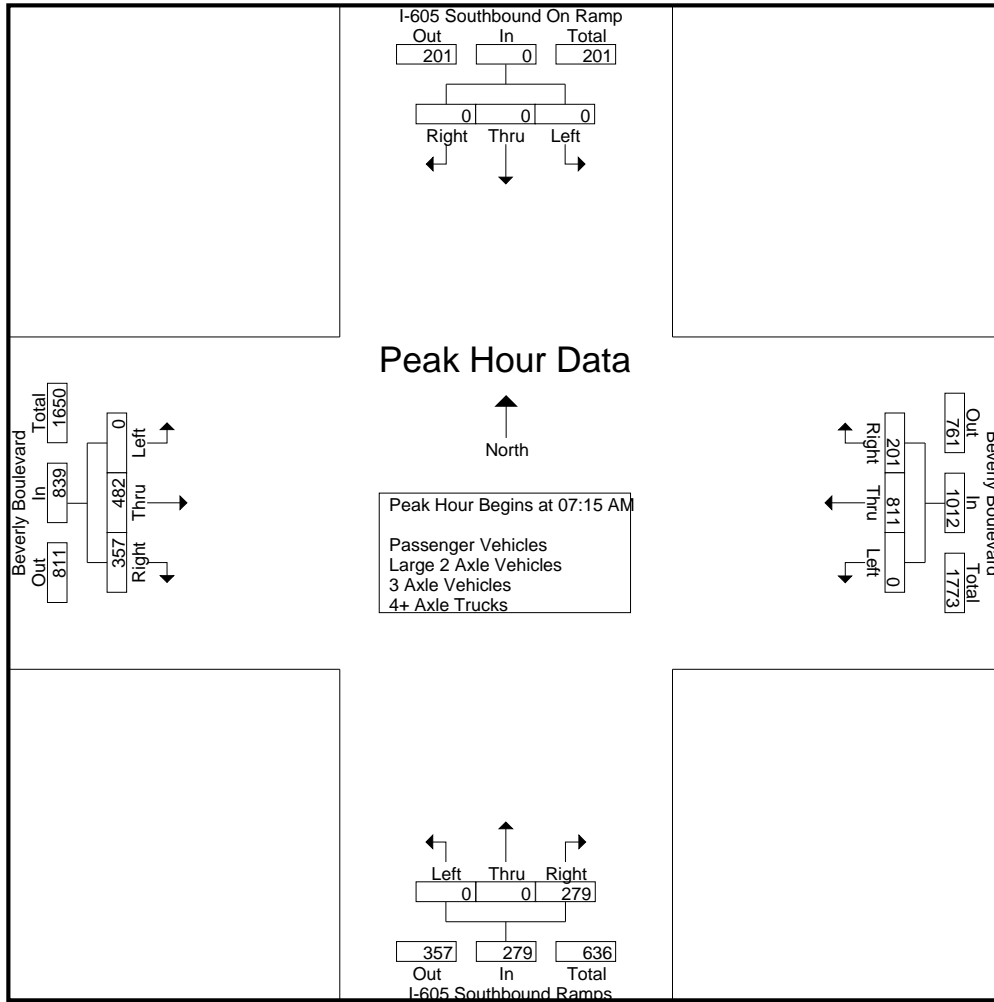 I-605 Southbound On Ramp
Out In Total
201 0 201
0 0 0
Right Thru Left
Peak Hour Data
North
Peak Hour Begins at 07:15 AM
Passenger Vehicles
Large 2 Axle Vehicles
3 Axle Vehicles
4+ Axle Trucks
Beverly Boulevard
Out In Total
811 839 1650
Right Thru Left
357 482 0
Beverly Boulevard
Out In Total
761 1012 1773
Right Thru Left
201 811 0
Left Thru Right
0 0 279
357 279 636
Out In Total
I-605 Southbound Ramps